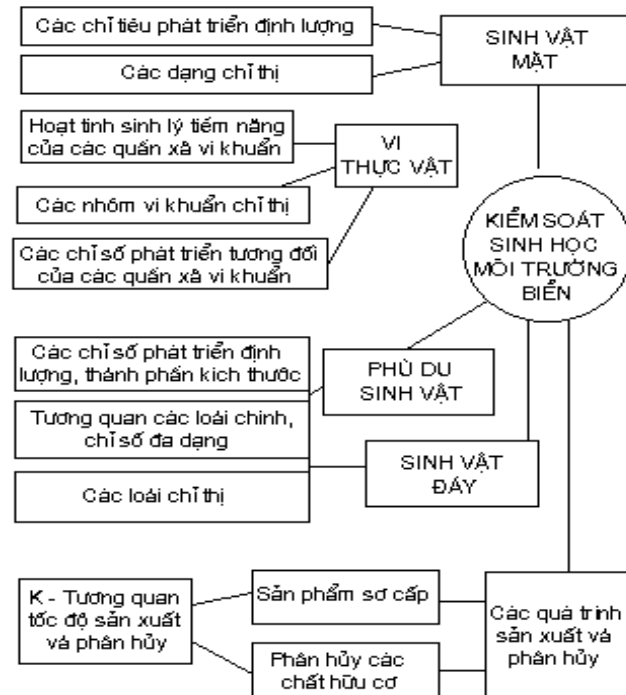 Các chỉ tiêu phát triển định lượng
Các dạng chỉ thị
SINH VẬT
MẶT
Hoạt tinh sinh lý tiềm năng
của các quần xã vi khuẩn
Các nhóm vi khuẩn chỉ thị
Các chỉ số phát triển tương đối
của các quần xã vi khuẩn
VI
THỰC VẬT
KIỂM SOÁT
SINH HỌC
MÔI TRƯỜNG
BIỂN
Các chỉ số phát triển định
lượng, thành phần kích thước
Tương quan các loài chinh,
chỉ số đa dạng
Các loài chỉ thị
PHÙ DU
SINH VẬT
SINH VẬT
ĐÁY
K - Tương quan
tốc độ sản xuất
và phân hủy
Sản phẩm sơ cấp
Phân hủy các
chất hữu cơ
Các quá trình
sản xuất và
phân hủy